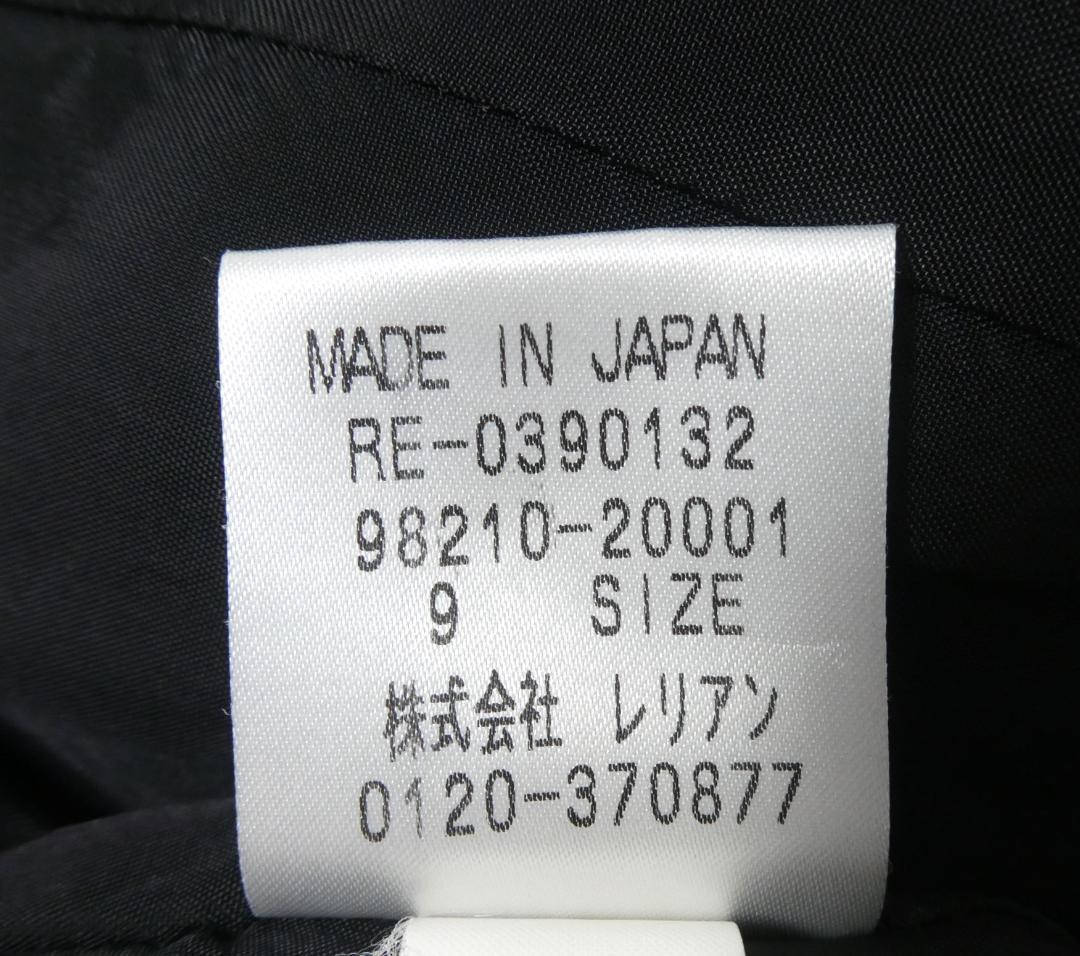 MADE IN JAPAN
RE-0390132
98210-20001
9 SIZE
株式会社 レリアン
0120-370877